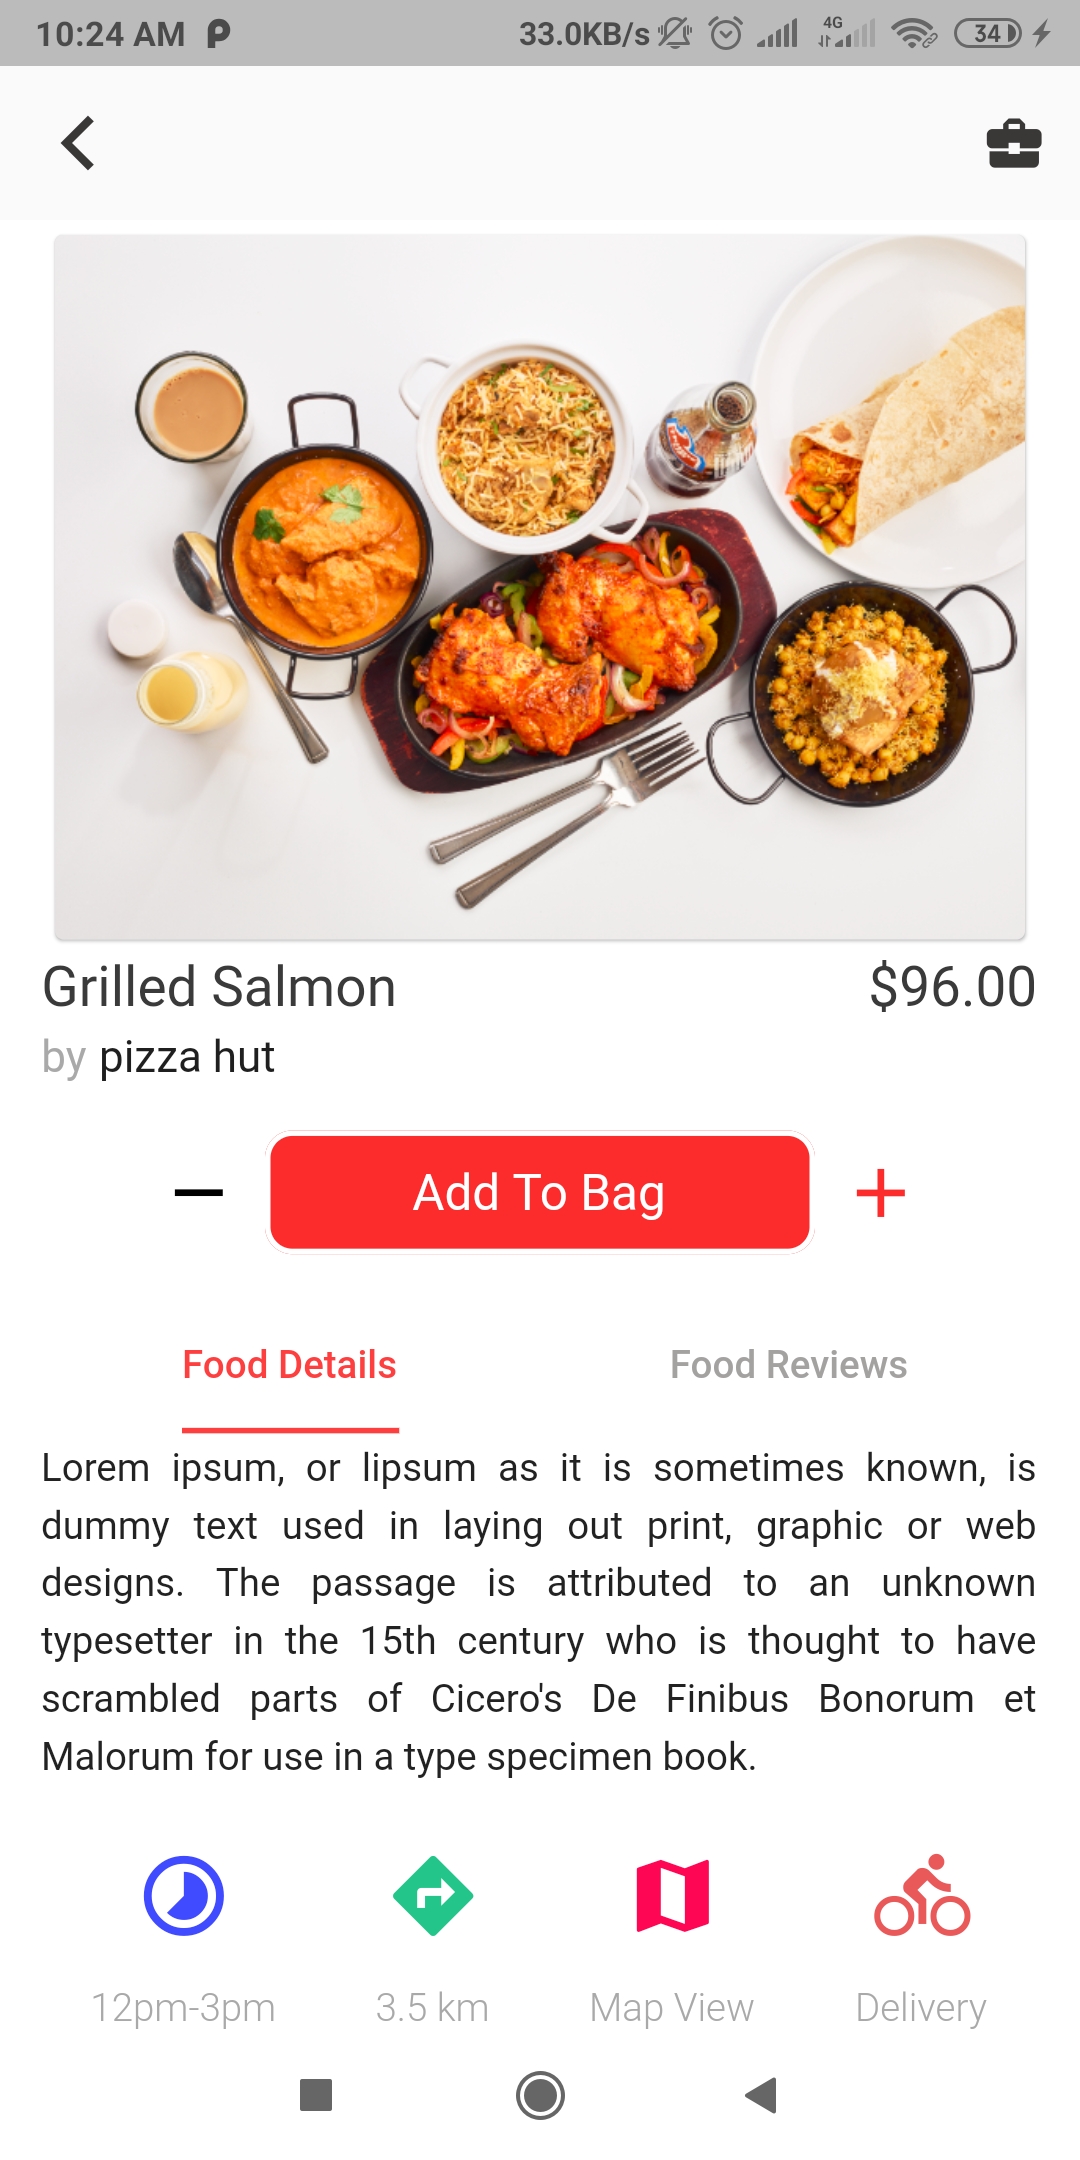 10:24 AM
33.0KB/s
4G
34
Grilled Salmon
$96.00
by pizza hut
Add To Bag
Food Details
Food Reviews
Lorem ipsum, or lipsum as it is sometimes known, is
dummy text used in laying out print, graphic or web
designs. The passage is attributed to an unknown
typesetter in the 15th century who is thought to have
scrambled parts of Cicero's De Finibus Bonorum et
Malorum for use in a type specimen book.
12pm-3pm
3.5 km
Map View
Delivery